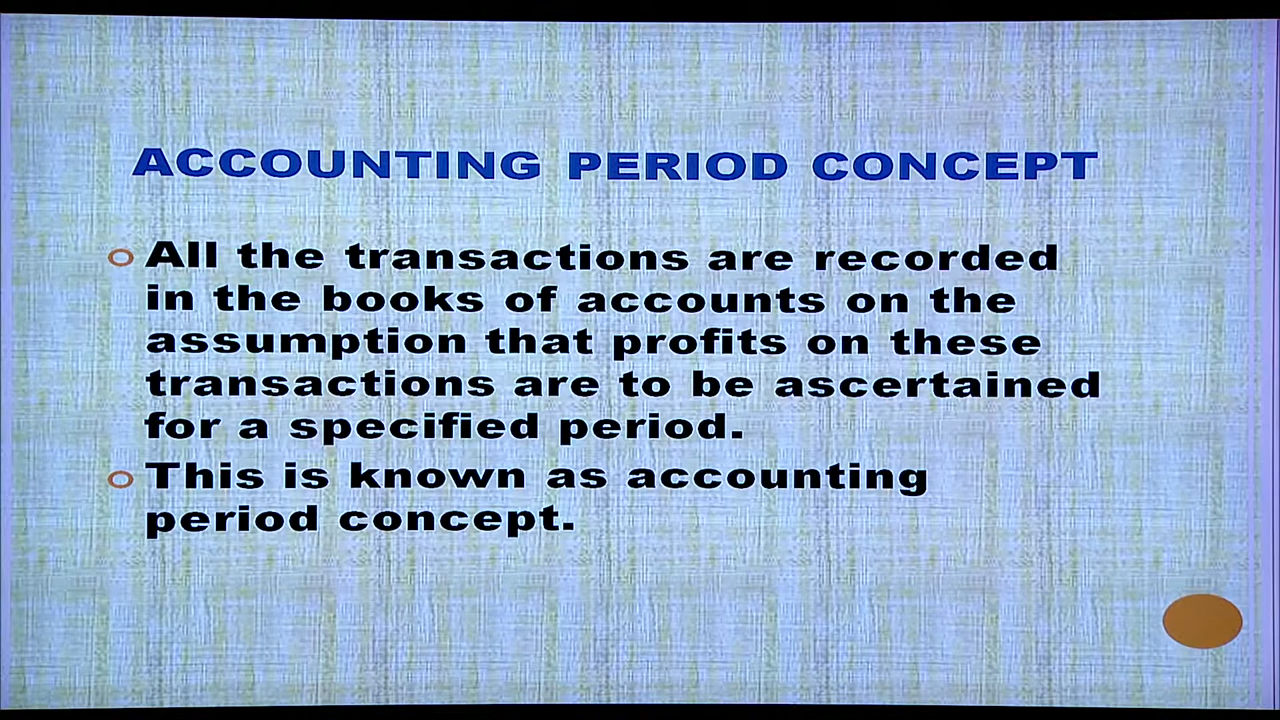 ACCOUNTING PERIOD CONCEPT
All the transactions are recorded
in the books of accounts on the
assumption that profits on these
transactions are to be ascertained
for a specified period.
This is known as accounting
period concept.